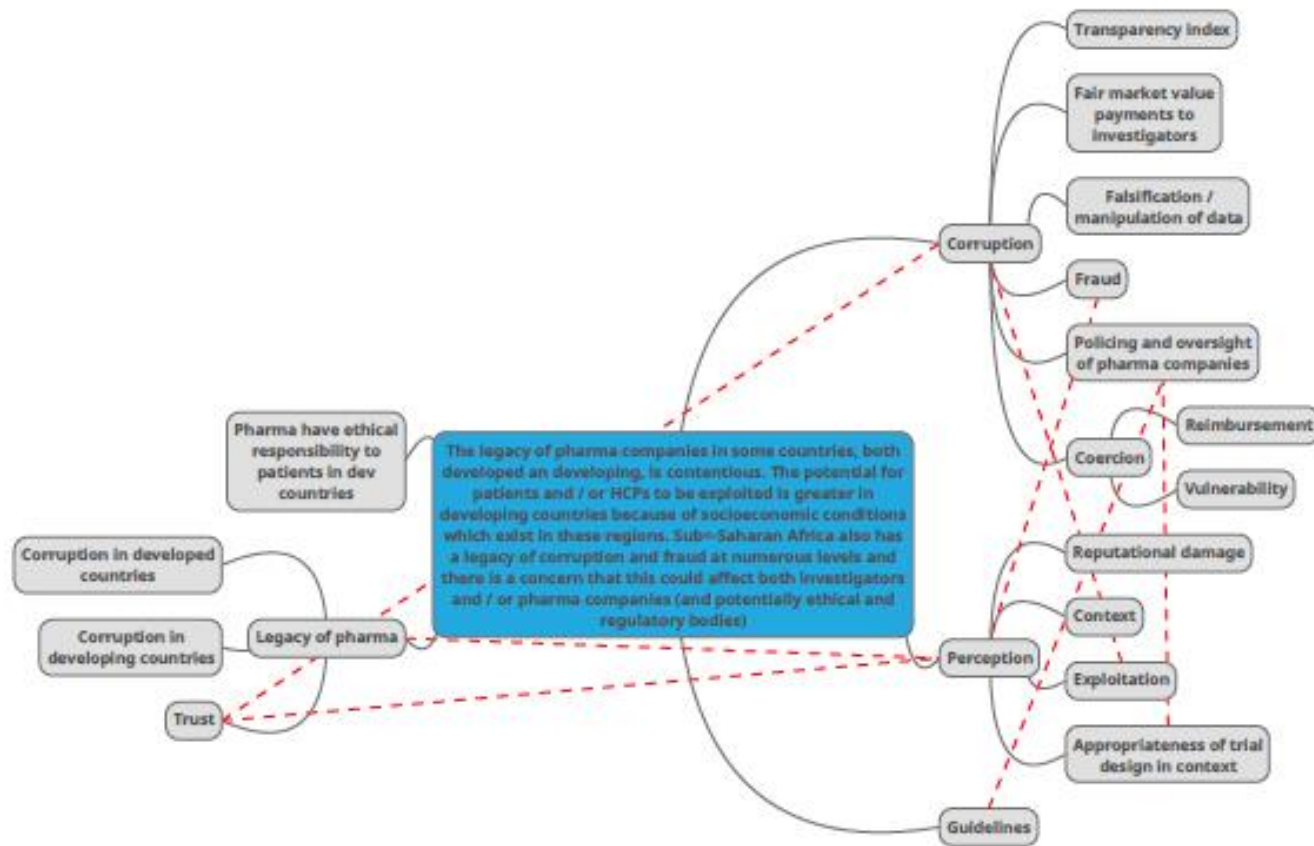 Transparency index
Fair market value
payments to
investigators
Falsification /
manipulation of data
Corruption
Fraud
Policing and oversight
of pharma companies
Reimbursement
Coercion
Vulnerability
Pharma have ethical
responsibility to
patients in dev
countries
The legacy of pharma companies in some countries, both
developed an developing, is contentious. The potential for
patients and / or HCPs to be exploited is greater in
developing countries because of socioeconomic conditions
which exist in these regions. Sub-Saharan Africa also has
a legacy of corruption and fraud at numerous levels and
there is a concern that this could affect both investigators
and / or pharma companies (and potentially ethical and
regulatory bodies)
Corruption in developed
countries
Legacy of pharma
Corruption in
developing countries
Trust
Reputational damage
Context
Perception
Exploitation
Appropriateness of trial
design in context
Guidelines